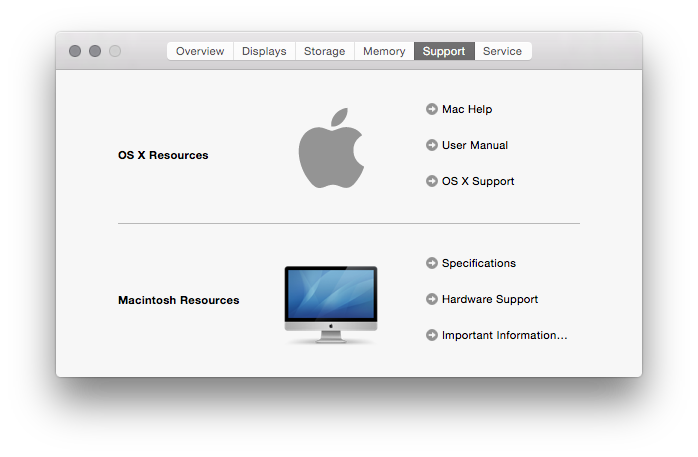 Overview Displays Storage Memory Support Service
OS X Resources
Mac Help
User Manual
OS X Support
Macintosh Resources
Specifications
Hardware Support
Important Information…